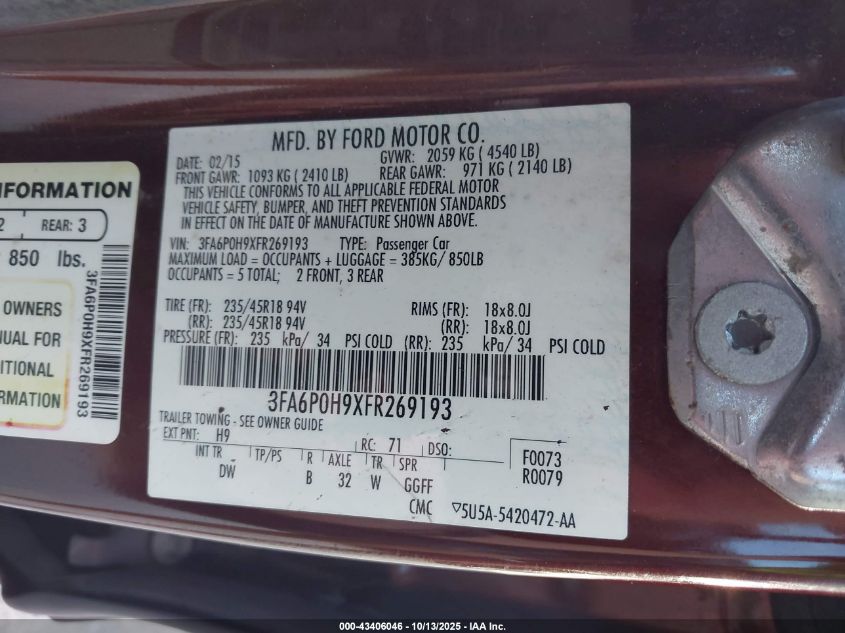 MFD. BY FORD MOTOR CO.
DATE: 02/15 GVWR: 2059 KG ( 4540 LB)
FRONT GAWR: 1093 KG ( 2410 LB) REAR GAWR: 971 KG ( 2140 LB)
THIS VEHICLE CONFORMS TO ALL APPLICABLE FEDERAL MOTOR
VEHICLE SAFETY, BUMPER, AND THEFT PREVENTION STANDARDS
IN EFFECT ON THE DATE OF MANUFACTURE SHOWN ABOVE.
VIN: 3FA6P0H9XFR269193 TYPE: Passenger Car
MAXIMUM LOAD = OCCUPANTS + LUGGAGE = 385KG/ 850LB
OCCUPANTS = 5 TOTAL; 2 FRONT, 3 REAR
TIRE (FR): 235/45R18 94V RIMS (FR): 18x8.0J
(RR): 235/45R18 94V (RR): 18x8.0J
PRESSURE (FR): 235 kPa/ 34 PSI COLD (RR): 235 kPa/ 34 PSI COLD
3FA6P0H9XFR269193
TRAILER TOWING - SEE OWNER GUIDE
EXT PNT: H9 RC: 71 DSO: F0073
INT TR TP/PS R AXLE TR SPR R0079
DW B 32 W GGFF
CMC ▽5U5A-5420472-AA
INFORMATION
2 REAR: 3
850 lbs.
OWNERS
FOR
INFORMATION
3FA6P0H9XFR269193
000-43406046 - 10/13/2025 - IAA Inc.